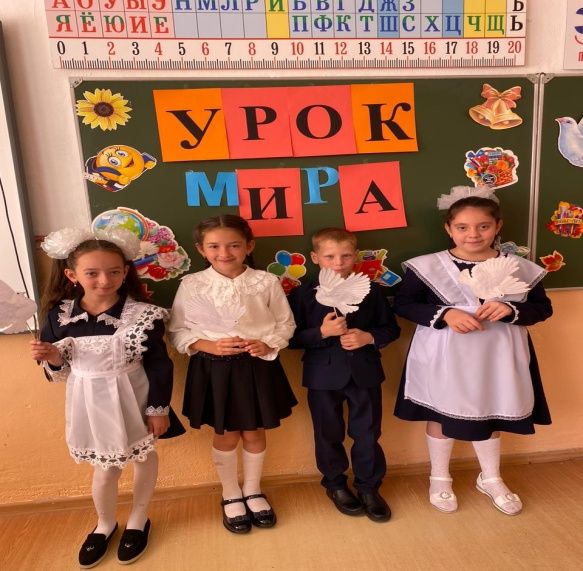 А О У Ы Э
Н М Л Р Й Б В Г Д Ж З Ь
Я Ё Ю И Е
П Ф К Т Ш С Х Ц Ч Щ Ъ
0 1 2 3 4 5 6 7 8 9 10 11 12 13 14 15 16 17 18 19 20
УРОК
МИРА